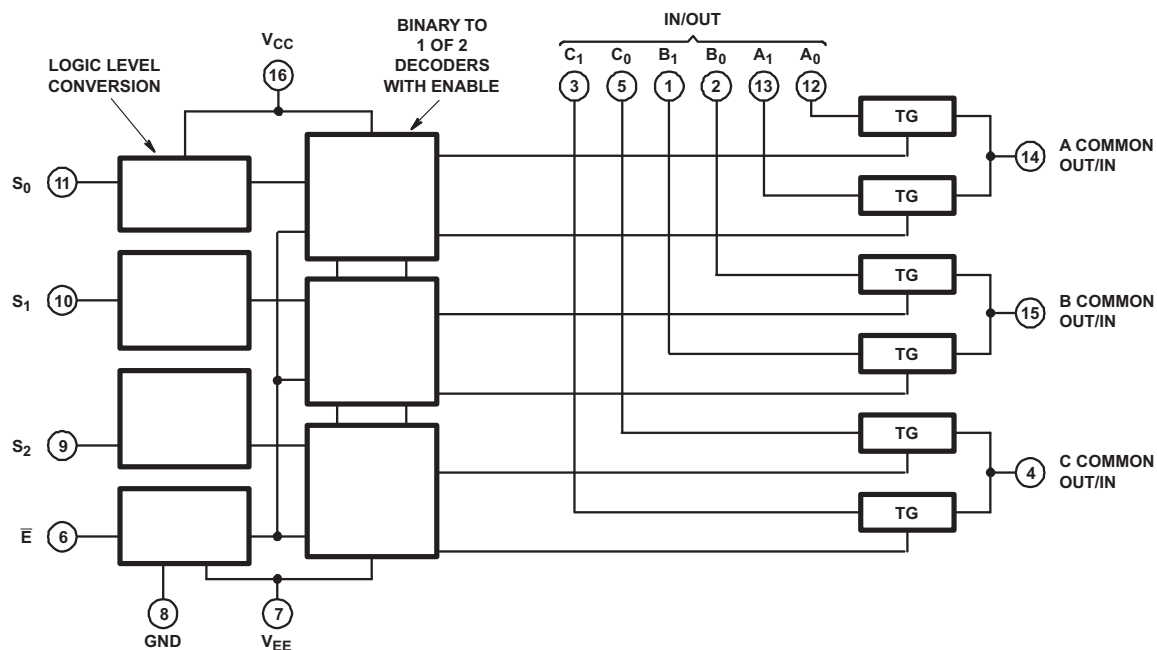 IN/OUT
BINARY TO
1 OF 2
DECODERS
WITH ENABLE
VCC
16
LOGIC LEVEL
CONVERSION
C1 C0 B1 B0 A1 A0
3 5 1 2 13 12
TG
A COMMON
OUT/IN
14
S0 11
TG
TG
B COMMON
OUT/IN
15
S1 10
TG
TG
C COMMON
OUT/IN
4
S2 9
TG
E̅ 6
8
GND
7
VEE